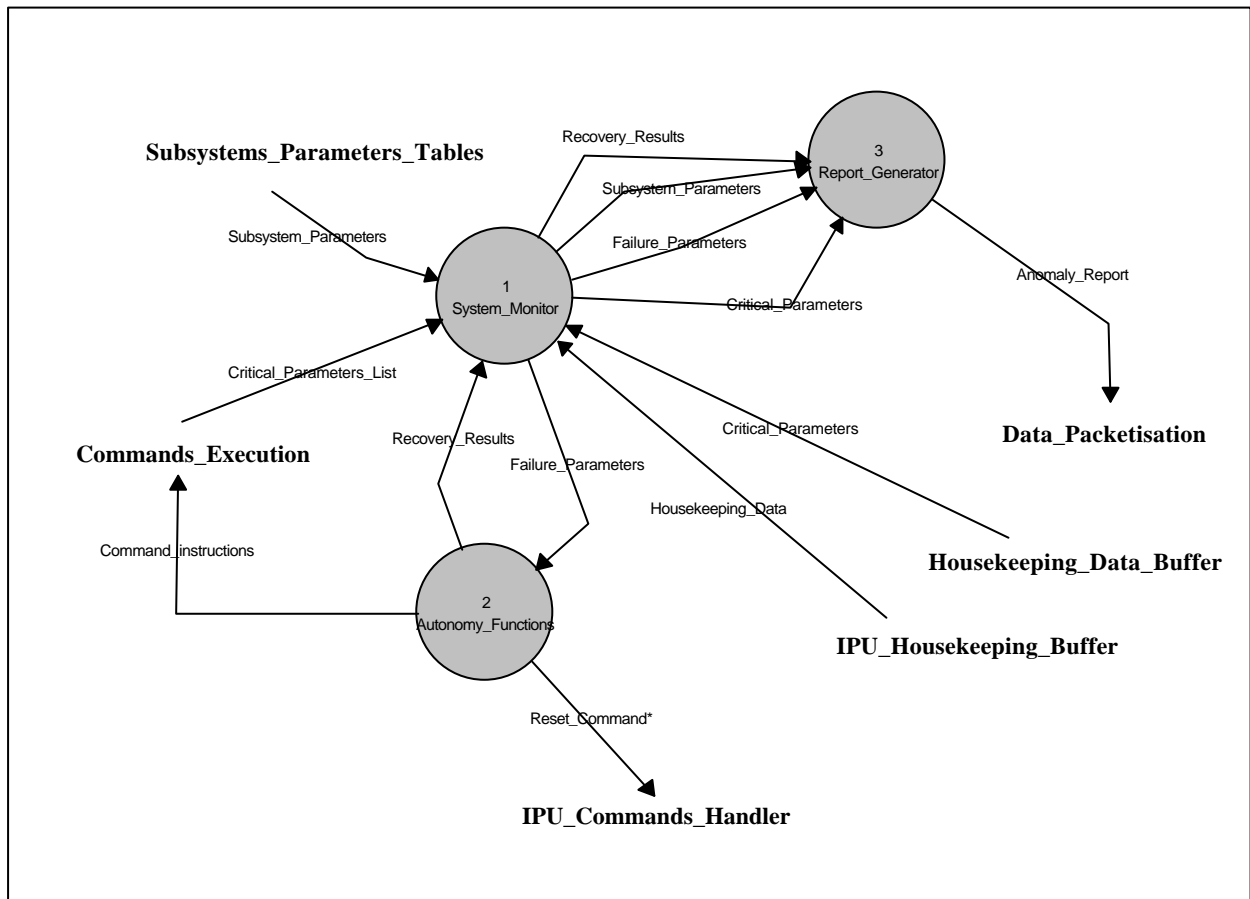 Recovery_Results
3
Report_Generator
Subsystems_Parameters_Tables
Subsystem_Parameters
Subsystem_Parameters
Failure_Parameters
Anomaly_Report
1
System_Monitor
Critical_Parameters
Critical_Parameters_List
Critical_Parameters
Data_Packetisation
Commands_Execution
Recovery_Results
Failure_Parameters
Housekeeping_Data
Command_instructions
Housekeeping_Data_Buffer
2
Autonomy_Functions
IPU_Housekeeping_Buffer
Reset_Command*
IPU_Commands_Handler